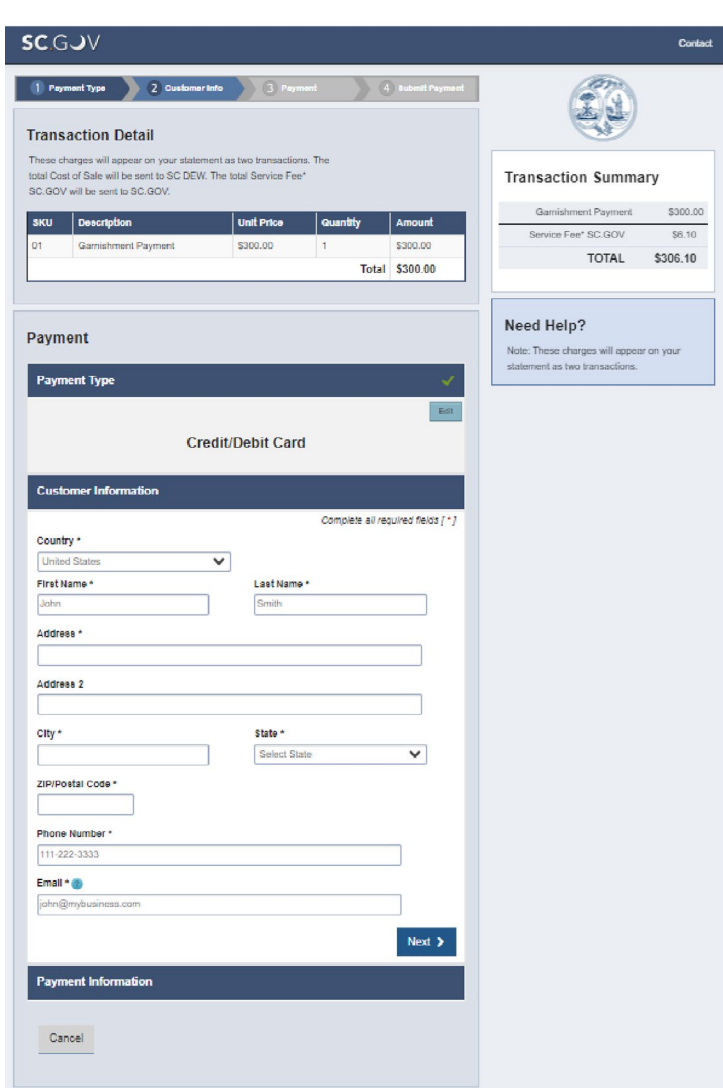 SC.GOV
Contact
1 Payment Type
2 Customer Info
3 Payment
4 Submit Payment
Transaction Detail
These charges will appear on your statement as two transactions. The
total Cost of Sale will be sent to SC DEW. The total Service Fee*
SC.GOV will be sent to SC.GOV.
SKU Description Unit Price Quantity Amount
01 Garnishment Payment $300.00 1 $300.00
Total $300.00
Transaction Summary
Garnishment Payment $300.00
Service Fee* SC.GOV $6.10
TOTAL $306.10
Need Help?
Note: These charges will appear on your
statement as two transactions.
Payment
Payment Type
Edit
Credit/Debit Card
Customer Information
Complete all required fields [ * ]
Country *
United States
First Name * Last Name *
John Smith
Address *
Address 2
City * State *
Select State
ZIP/Postal Code *
Phone Number *
111-222-3333
Email *
john@mybusiness.com
Next
Payment Information
Cancel